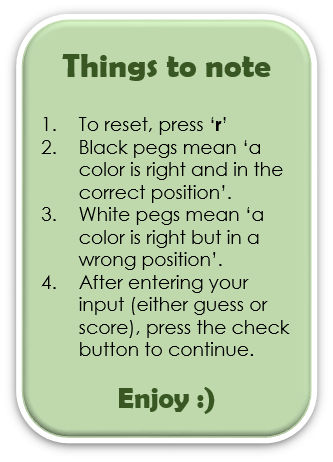 Things to note
1. To reset, press ‘r’
2. Black pegs mean ‘a
color is right and in the
correct position’.
3. White pegs mean ‘a
color is right but in a
wrong position’.
4. After entering your
input (either guess or
score), press the check
button to continue.
Enjoy :)